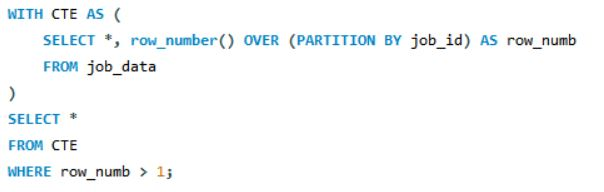 WITH CTE AS (
    SELECT *, row_number() OVER (PARTITION BY job_id) AS row_numb
    FROM job_data
)
SELECT *
FROM CTE
WHERE row_numb > 1;